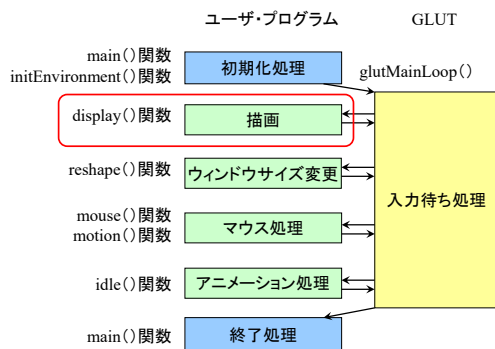 ユーザ・プログラム GLUT
main()関数
initEnvironment()関数
初期化処理
glutMainLoop()
display()関数
描画
reshape()関数
ウィンドウサイズ変更
入力待ち処理
mouse()関数
motion()関数
マウス処理
idle()関数
アニメーション処理
main()関数
終了処理